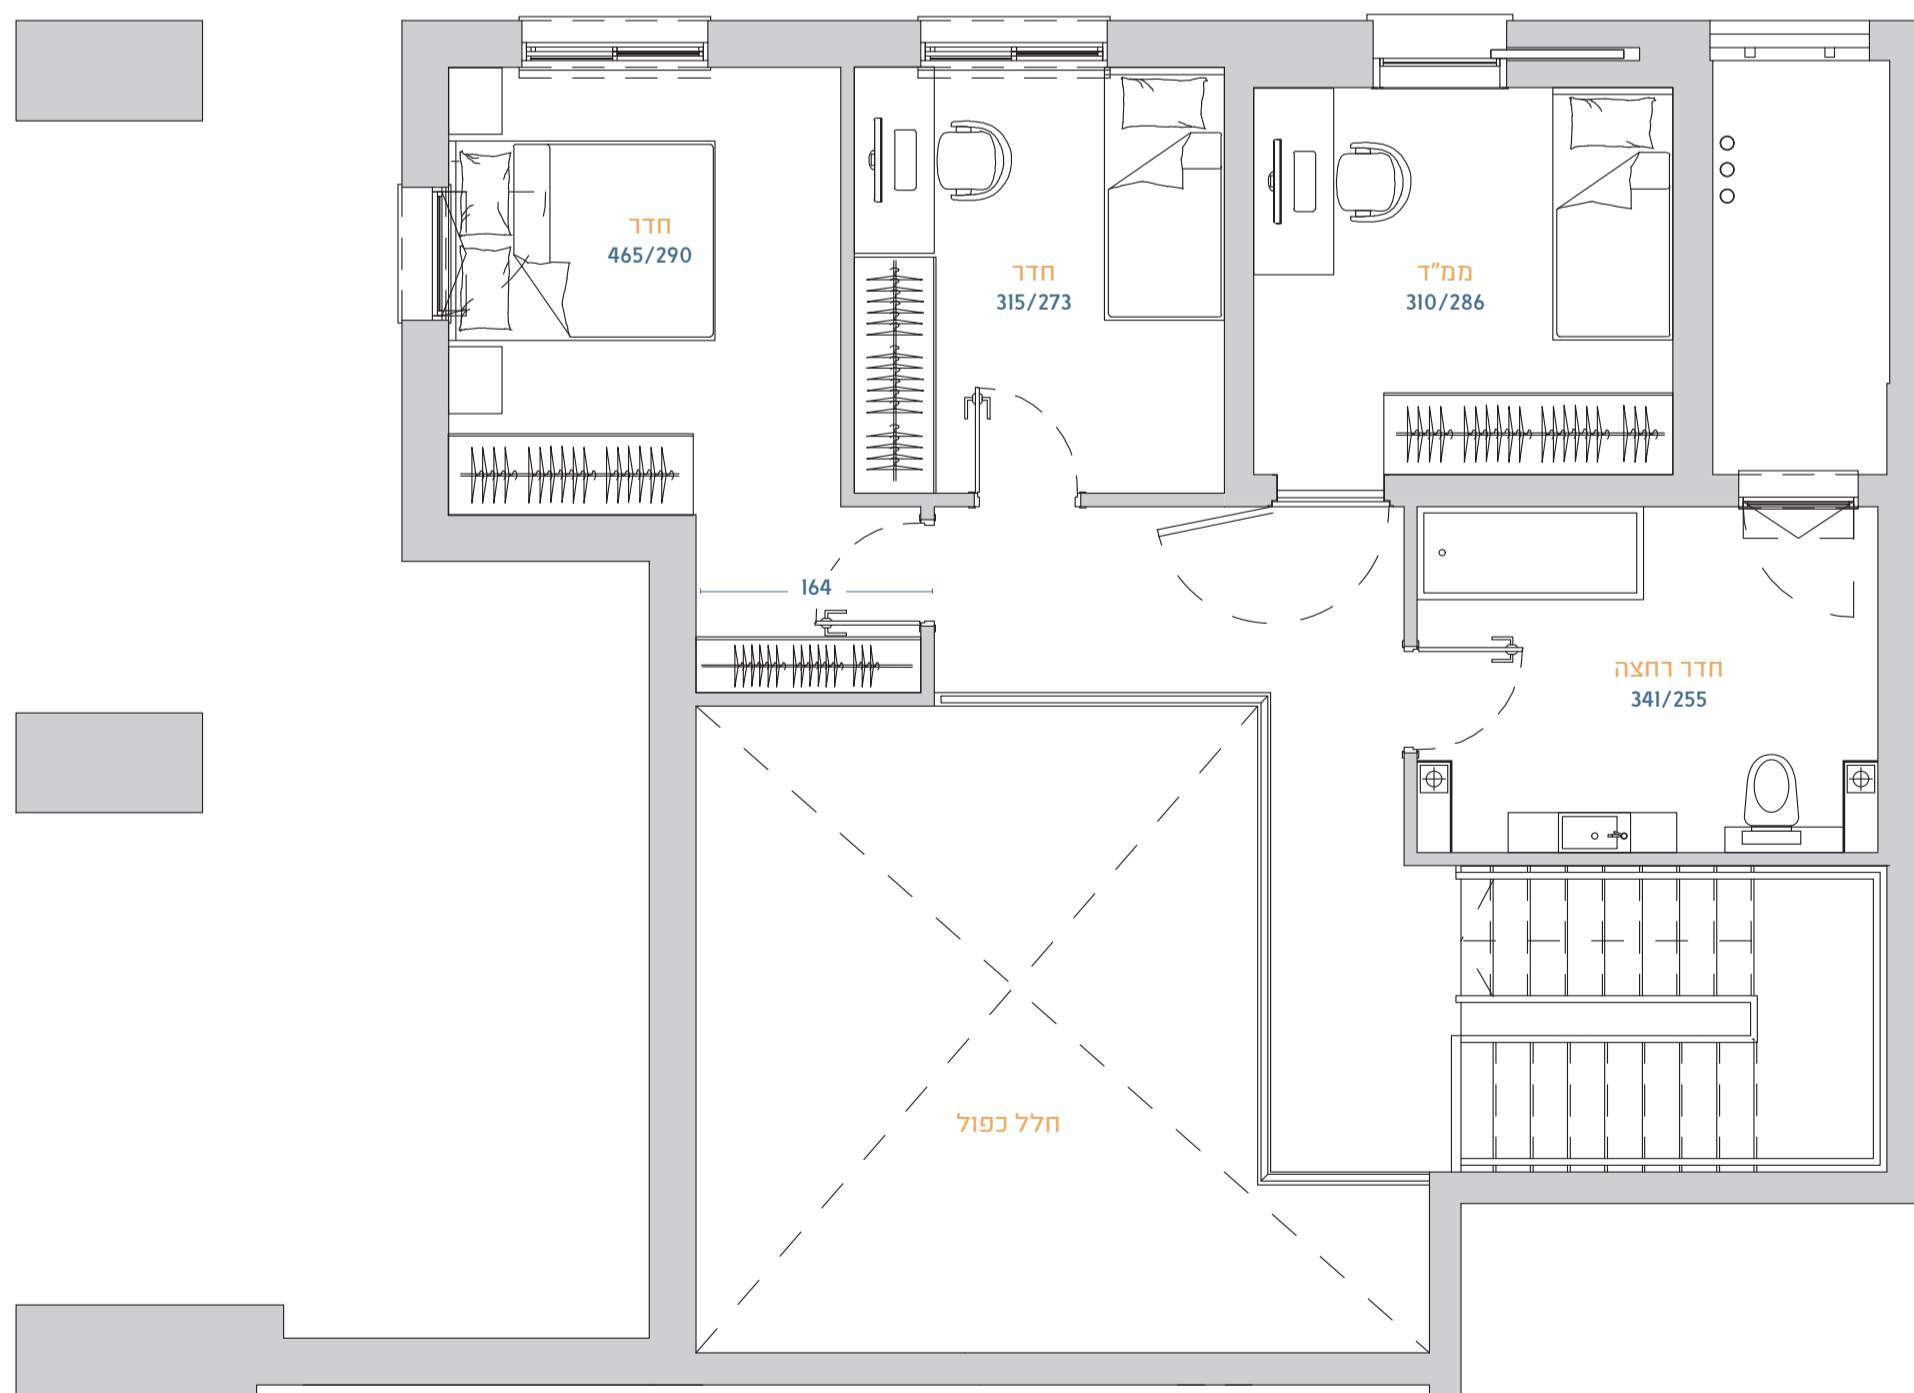 חדר
465/290
חדר
315/273
ממ"ד
310/286
164
חדר רחצה
341/255
חלל כפול